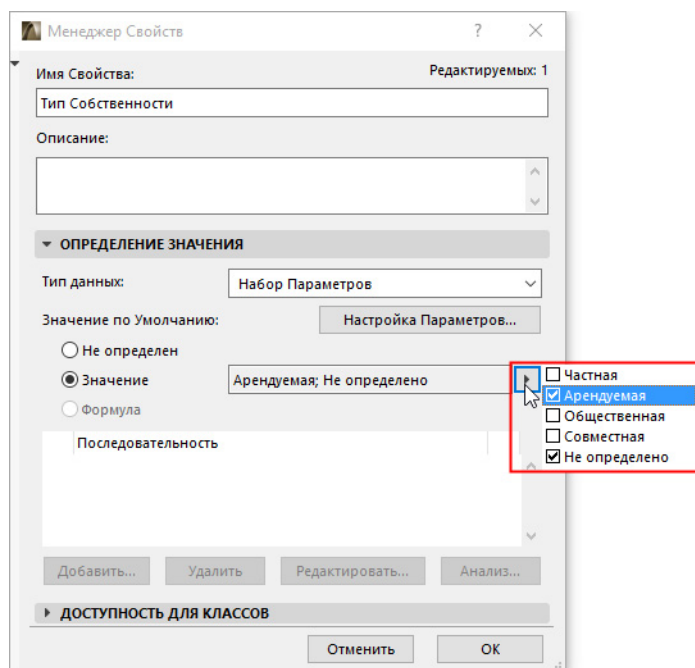 Менеджер Свойств ?
Имя Свойства: Редактируемых: 1
Тип Собственности
Описание:
ОПРЕДЕЛЕНИЕ ЗНАЧЕНИЯ
Тип данных: Набор Параметров
Значение по Умолчанию: Настройка Параметров...
Не определен
Значение Арендуемая; Не определено
Формула
Последовательность
Частная
Арендуемая
Общественная
Совместная
Не определено
Добавить... Удалить Редактировать... Анализ...
ДОСТУПНОСТЬ ДЛЯ КЛАССОВ
Отменить OK